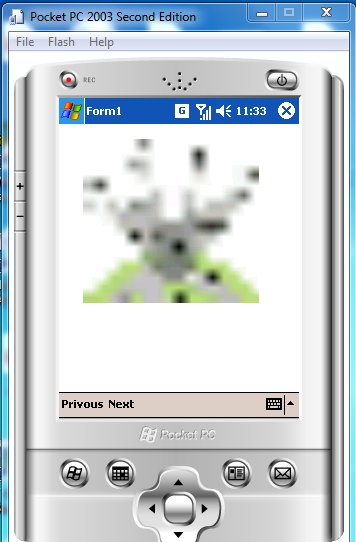 Pocket PC 2003 Second Edition
File Flash Help
REC
Form1 G 11:33
Privous Next
Pocket PC